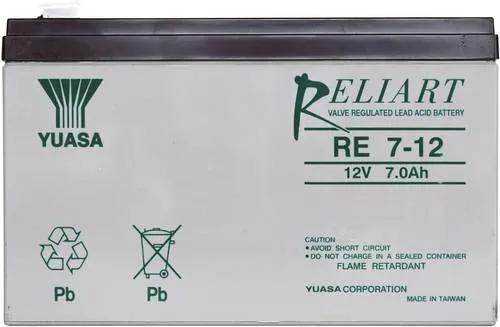 YUASA
RELIART
VALVE REGULATED LEAD ACID BATTERY
RE 7-12
12V 7.0Ah
CAUTION :
• AVOID SHORT CIRCUIT
• DO NOT CHARGE IN A SEALED CONTAINER
FLAME RETARDANT
Pb
Pb
YUASA CORPORATION
MADE IN TAIWAN